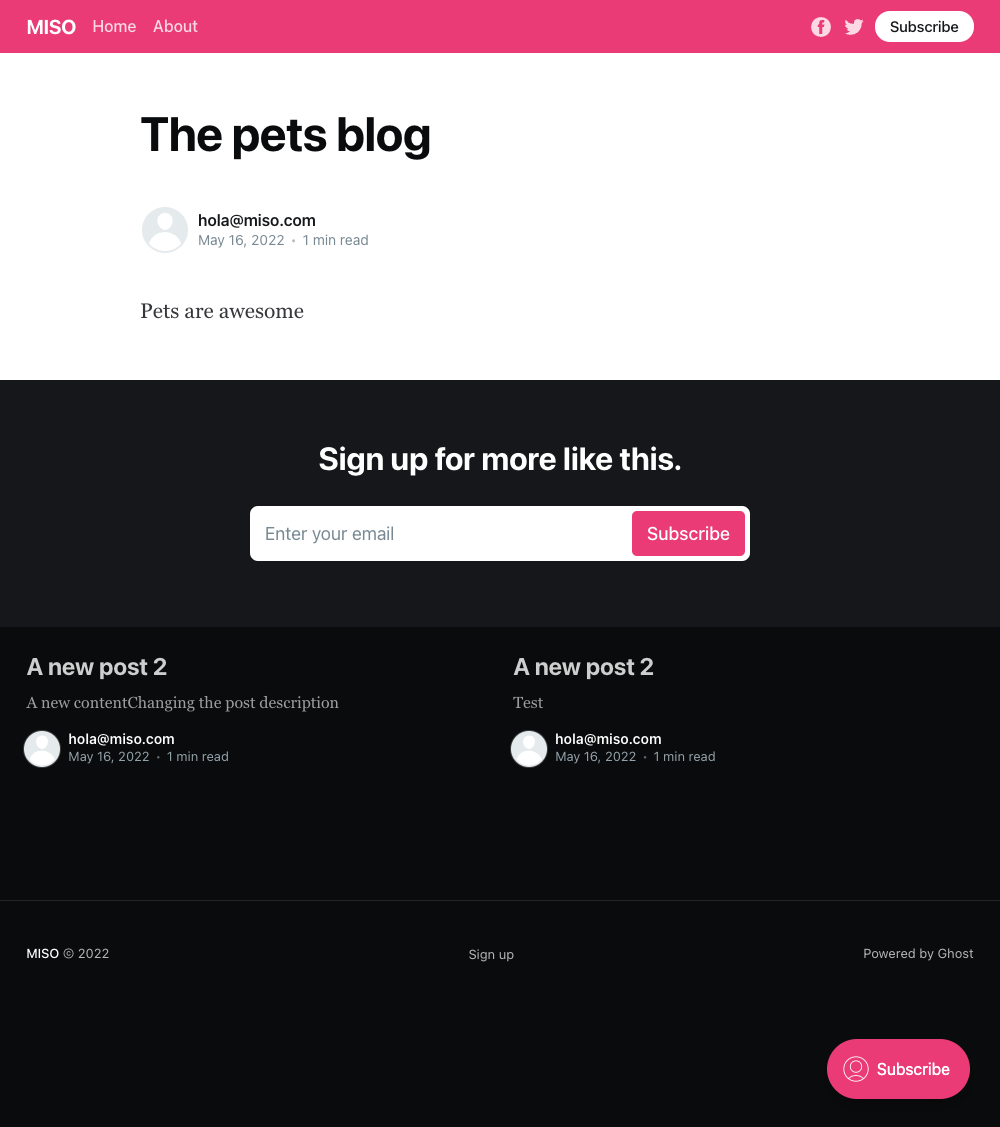 MISO Home About Subscribe
The pets blog
hola@miso.com
May 16, 2022 • 1 min read
Pets are awesome
Sign up for more like this.
Enter your email Subscribe
A new post 2
A new contentChanging the post description
hola@miso.com
May 16, 2022 • 1 min read
A new post 2
Test
hola@miso.com
May 16, 2022 • 1 min read
MISO © 2022 Sign up Powered by Ghost
Subscribe